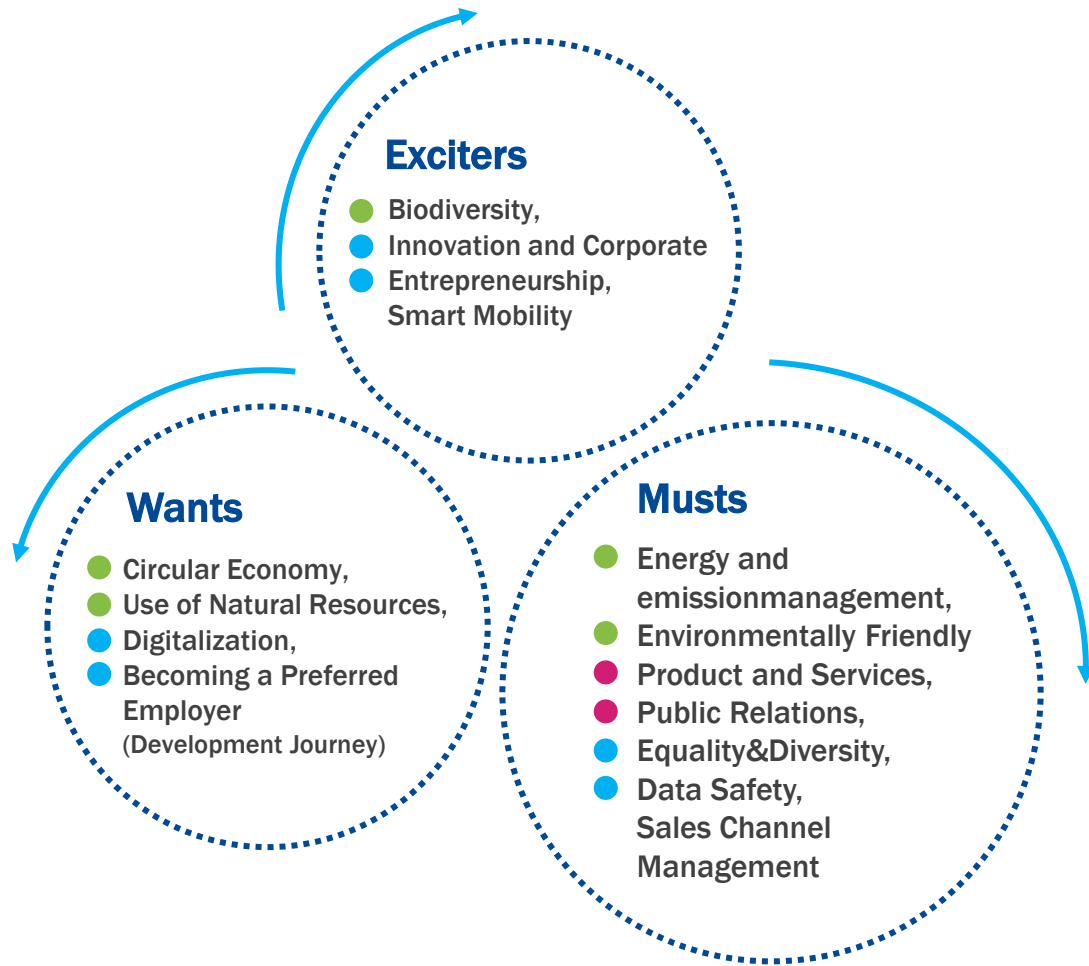 Exciters
Biodiversity,
Innovation and Corporate
Entrepreneurship,
Smart Mobility
Wants
Circular Economy,
Use of Natural Resources,
Digitalization,
Becoming a Preferred
Employer
(Development Journey)
Musts
Energy and
emissionmanagement,
Environmentally Friendly
Product and Services,
Public Relations,
Equality&Diversity,
Data Safety,
Sales Channel
Management